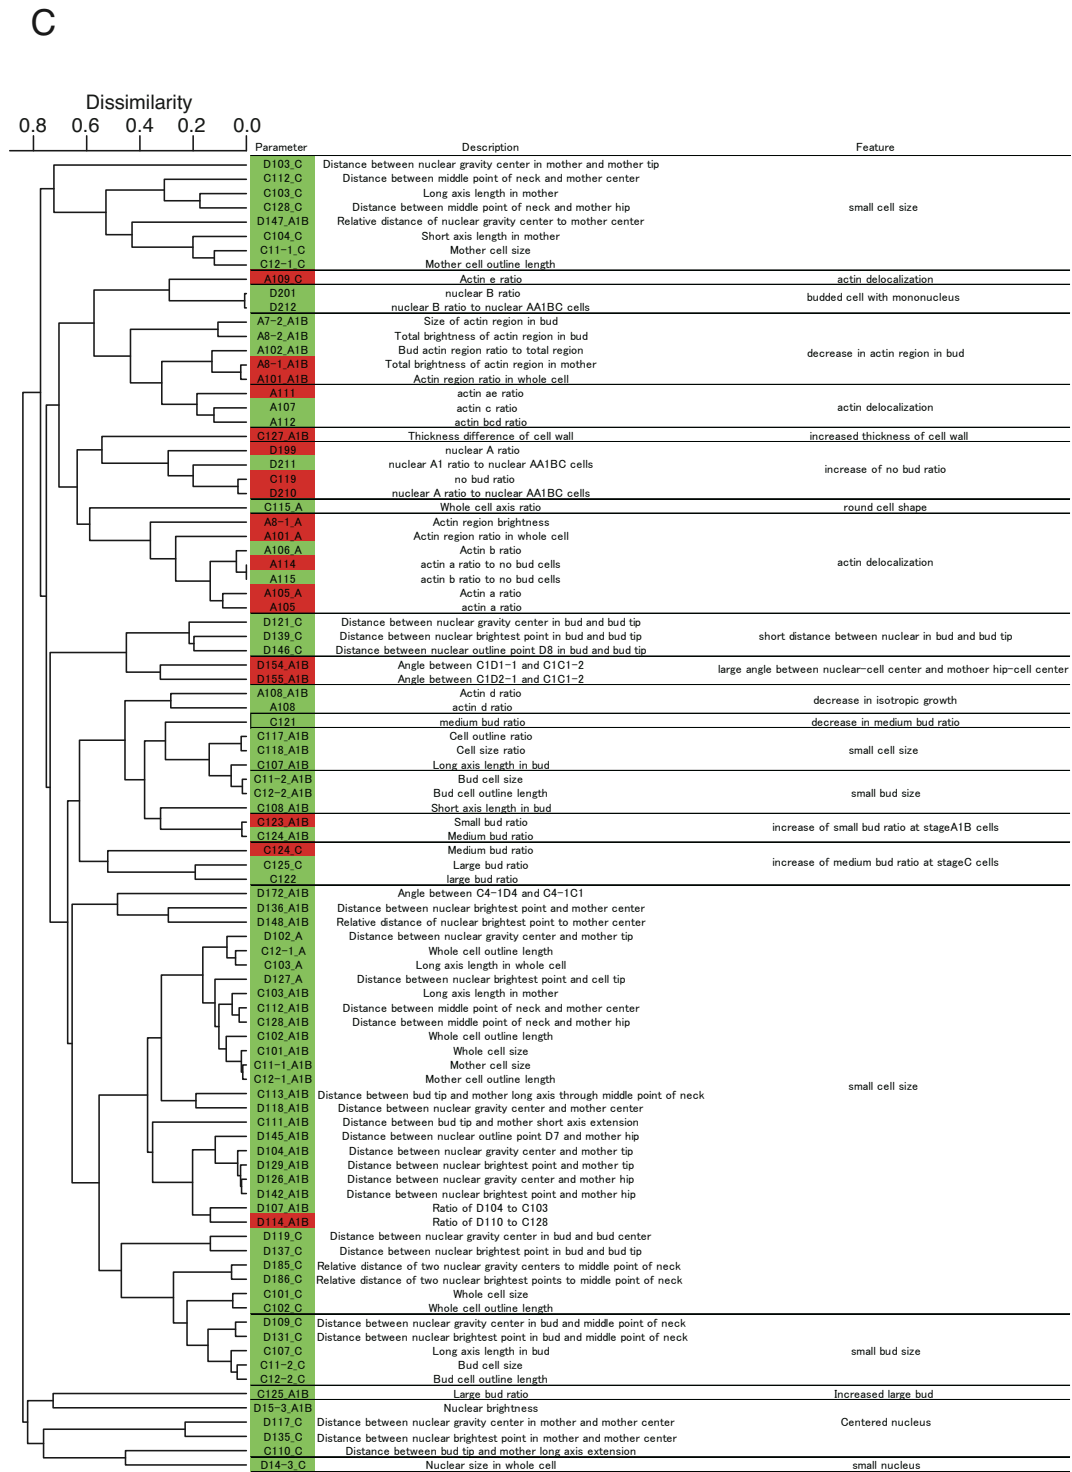 C
Dissimilarity
0.8 0.6 0.4 0.2 0.0
Parameter Description Feature
D103_C Distance between nuclear gravity center in mother and mother tip
C112_C Distance between middle point of neck and mother center
C103_C Long axis length in mother
C128_C Distance between middle point of neck and mother hip small cell size
D147_A1B Relative distance of nuclear gravity center to mother center
C104_C Short axis length in mother
C11-1_C Mother cell size
C12-1_C Mother cell outline length
A109_C Actin e ratio actin delocalization
D201 nuclear B ratio budded cell with mononucleus
D212 nuclear B ratio to nuclear AA1BC cells
A7-2_A1B Size of actin region in bud
A8-2_A1B Total brightness of actin region in bud
A102_A1B Bud actin region ratio to total region decrease in actin region in bud
A8-1_A1B Total brightness of actin region in mother
A101_A1B Actin region ratio in whole cell
A111 actin ae ratio
A107 actin c ratio actin delocalization
A112 actin bcd ratio
C127_A1B Thickness difference of cell wall increased thickness of cell wall
D199 nuclear A ratio
D211 nuclear A1 ratio to nuclear AA1BC cells increase of no bud ratio
C119 no bud ratio
D210 nuclear A ratio to nuclear AA1BC cells
C115_A Whole cell axis ratio round cell shape
A8-1_A Actin region brightness
A101_A Actin region ratio in whole cell
A106_A Actin b ratio
A114 actin a ratio to no bud cells actin delocalization
A115 actin b ratio to no bud cells
A105_A Actin a ratio
A105 actin a ratio
D121_C Distance between nuclear gravity center in bud and bud tip
D139_C Distance between nuclear brightest point in bud and bud tip short distance between nuclear in bud and bud tip
D146_C Distance between nuclear outline point D8 in bud and bud tip
D154_A1B Angle between C1D1-1 and C1C1-2 large angle between nuclear-cell center and mothoer hip-cell center
D155_A1B Angle between C1D2-1 and C1C1-2
A108_A1B Actin d ratio decrease in isotropic growth
A108 actin d ratio
C121 medium bud ratio decrease in medium bud ratio
C117_A1B Cell outline ratio
C118_A1B Cell size ratio small cell size
C107_A1B Long axis length in bud
C11-2_A1B Bud cell size
C12-2_A1B Bud cell outline length small bud size
C108_A1B Short axis length in bud
C123_A1B Small bud ratio increase of small bud ratio at stageA1B cells
C124_A1B Medium bud ratio
C124_C Medium bud ratio
C125_C Large bud ratio increase of medium bud ratio at stageC cells
C122 large bud ratio
D172_A1B Angle between C4-1D4 and C4-1C1
D136_A1B Distance between nuclear brightest point and mother center
D148_A1B Relative distance of nuclear brightest point to mother center
D102_A Distance between nuclear gravity center and mother tip
C12-1_A Whole cell outline length
C103_A Long axis length in whole cell
D127_A Distance between nuclear brightest point and cell tip
C103_A1B Long axis length in mother
C112_A1B Distance between middle point of neck and mother center
C128_A1B Distance between middle point of neck and mother hip
C102_A1B Whole cell outline length
C101_A1B Whole cell size
C11-1_A1B Mother cell size
C12-1_A1B Mother cell outline length small cell size
C113_A1B Distance between bud tip and mother long axis through middle point of neck
D118_A1B Distance between nuclear gravity center and mother center
C111_A1B Distance between bud tip and mother short axis extension
D145_A1B Distance between nuclear outline point D7 and mother hip
D104_A1B Distance between nuclear gravity center and mother tip
D129_A1B Distance between nuclear brightest point and mother tip
D126_A1B Distance between nuclear gravity center and mother hip
D142_A1B Distance between nuclear brightest point and mother hip
D107_A1B Ratio of D104 to C103
D114_A1B Ratio of D110 to C128
D119_C Distance between nuclear gravity center in bud and bud center
D137_C Distance between nuclear brightest point in bud and bud tip
D185_C Relative distance of two nuclear gravity centers to middle point of neck
D186_C Relative distance of two nuclear brightest points to middle point of neck
C101_C Whole cell size
C102_C Whole cell outline length
D109_C Distance between nuclear gravity center in bud and middle point of neck
D131_C Distance between nuclear brightest point in bud and middle point of neck
C107_C Long axis length in bud small bud size
C11-2_C Bud cell size
C12-2_C Bud cell outline length
C125_A1B Large bud ratio Increased large bud
D15-3_A1B Nuclear brightness
D117_C Distance between nuclear gravity center in mother and mother center Centered nucleus
D135_C Distance between nuclear brightest point in mother and mother center
C110_C Distance between bud tip and mother long axis extension
D14-3_C Nuclear size in whole cell small nucleus